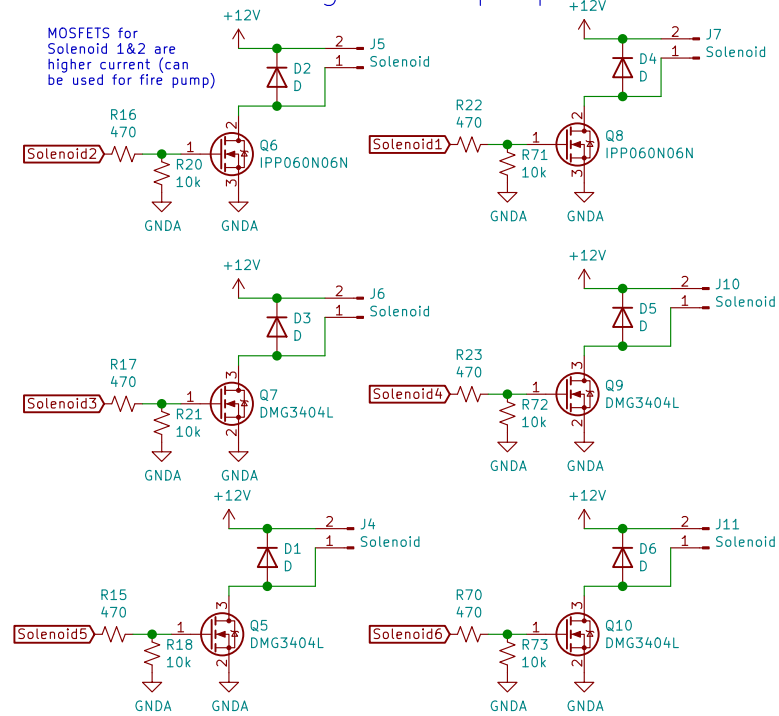 MOSFETS for
Solenoid 1&2 are
higher current (can
be used for fire pump)
+12V
2
1
J5
Solenoid
D2
D
R16
470
Solenoid2
R20
10k
GNDA
1
2
3
Q6
IPP060N06N
GNDA
+12V
2
1
J7
Solenoid
D4
D
R22
470
Solenoid1
R71
10k
GNDA
1
2
3
Q8
IPP060N06N
GNDA
+12V
2
1
J6
Solenoid
D3
D
R17
470
Solenoid3
R21
10k
GNDA
1
3
2
Q7
DMG3404L
GNDA
+12V
2
1
J10
Solenoid
D5
D
R23
470
Solenoid4
R72
10k
GNDA
1
3
2
Q9
DMG3404L
GNDA
+12V
2
1
J4
Solenoid
D1
D
R15
470
Solenoid5
R18
10k
GNDA
1
3
2
Q5
DMG3404L
GNDA
+12V
2
1
J11
Solenoid
D6
D
R70
470
Solenoid6
R73
10k
GNDA
1
3
2
Q10
DMG3404L
GNDA